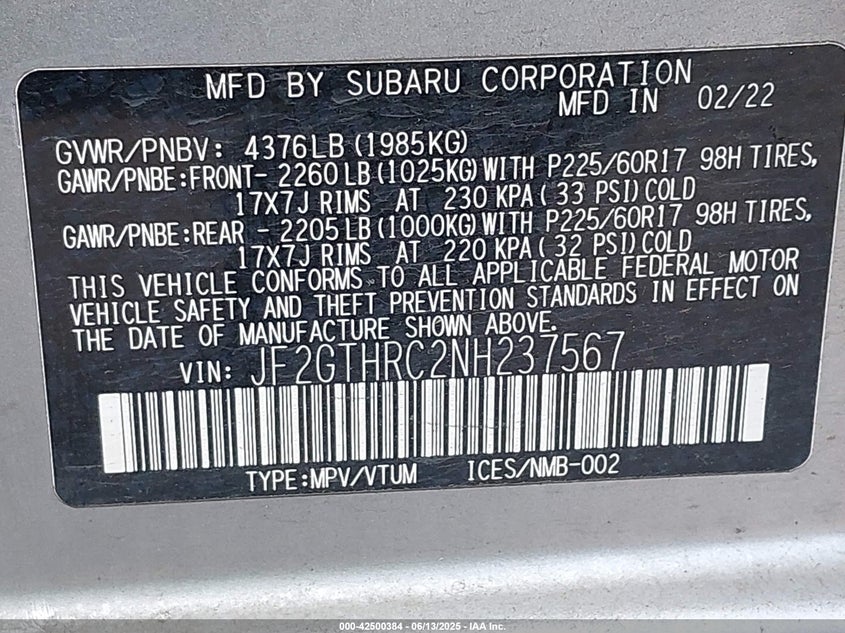 MFD BY SUBARU CORPORATION
MFD IN 02/22
GVWR/PNBV: 4376LB(1985KG)
GAWR/PNBE:FRONT- 2260LB(1025KG)WITH P225/60R17 98H TIRES,
17X7J RIMS AT 230 KPA( 33 PSI)COLD
GAWR/PNBE:REAR - 2205LB(1000KG)WITH P225/60R17 98H TIRES,
17X7J RIMS AT 220 KPA( 32 PSI)COLD
THIS VEHICLE CONFORMS TO ALL APPLICABLE FEDERAL MOTOR
VEHICLE SAFETY AND THEFT PREVENTION STANDARDS IN EFFECT ON
THE DATE OF MANUFACTURE SHOWN ABOVE.
VIN: JF2GTHRC2NH237567
TYPE:MPV/VTUM ICES/NMB-002
000-42500384 - 06/13/2025 - IAA Inc.